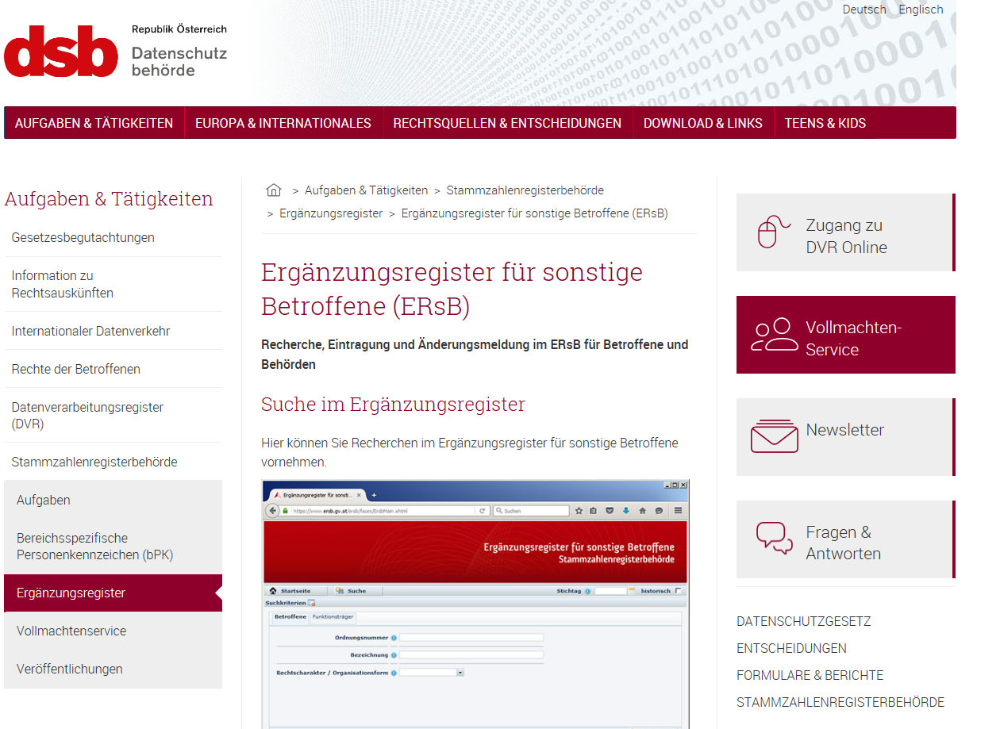 Deutsch Englisch
dsb
Republik Österreich
Datenschutz
behörde
AUFGABEN & TÄTIGKEITEN
EUROPA & INTERNATIONALES
RECHTSQUELLEN & ENTSCHEIDUNGEN
DOWNLOAD & LINKS
TEENS & KIDS
Aufgaben & Tätigkeiten
Gesetzesbegutachtungen
Information zu
Rechtsauskünften
Internationaler Datenverkehr
Rechte der Betroffenen
Datenverarbeitungsregister
(DVR)
Stammzahlenregisterbehörde
Aufgaben
Bereichsspezifische
Personenkennzeichen (bPK)
Ergänzungsregister
Vollmachtenservice
Veröffentlichungen
> Aufgaben & Tätigkeiten > Stammzahlenregisterbehörde
> Ergänzungsregister > Ergänzungsregister für sonstige Betroffene (ERsB)
Ergänzungsregister für sonstige
Betroffene (ERsB)
Recherche, Eintragung und Änderungsmeldung im ERsB für Betroffene und
Behörden
Suche im Ergänzungsregister
Hier können Sie Recherchen im Ergänzungsregister für sonstige Betroffene
vornehmen.
Ergänzungsregister für sonsti... × +
https://www.ersb.gv.at/ersb/faces/ErsbMain.xhtml
Suchen
Ergänzungsregister für sonstige Betroffene
Stammzahlenregisterbehörde
Startseite
Suche
Stichtag
historisch
Suchkriterien
Betroffene
Funktionsträger
Ordnungsnummer
Bezeichnung
Rechtscharakter / Organisationsform
Zugang zu
DVR Online
Vollmachten-
Service
Newsletter
Fragen &
Antworten
DATENSCHUTZGESETZ
ENTSCHEIDUNGEN
FORMULARE & BERICHTE
STAMMZAHLENREGISTERBEHÖRDE